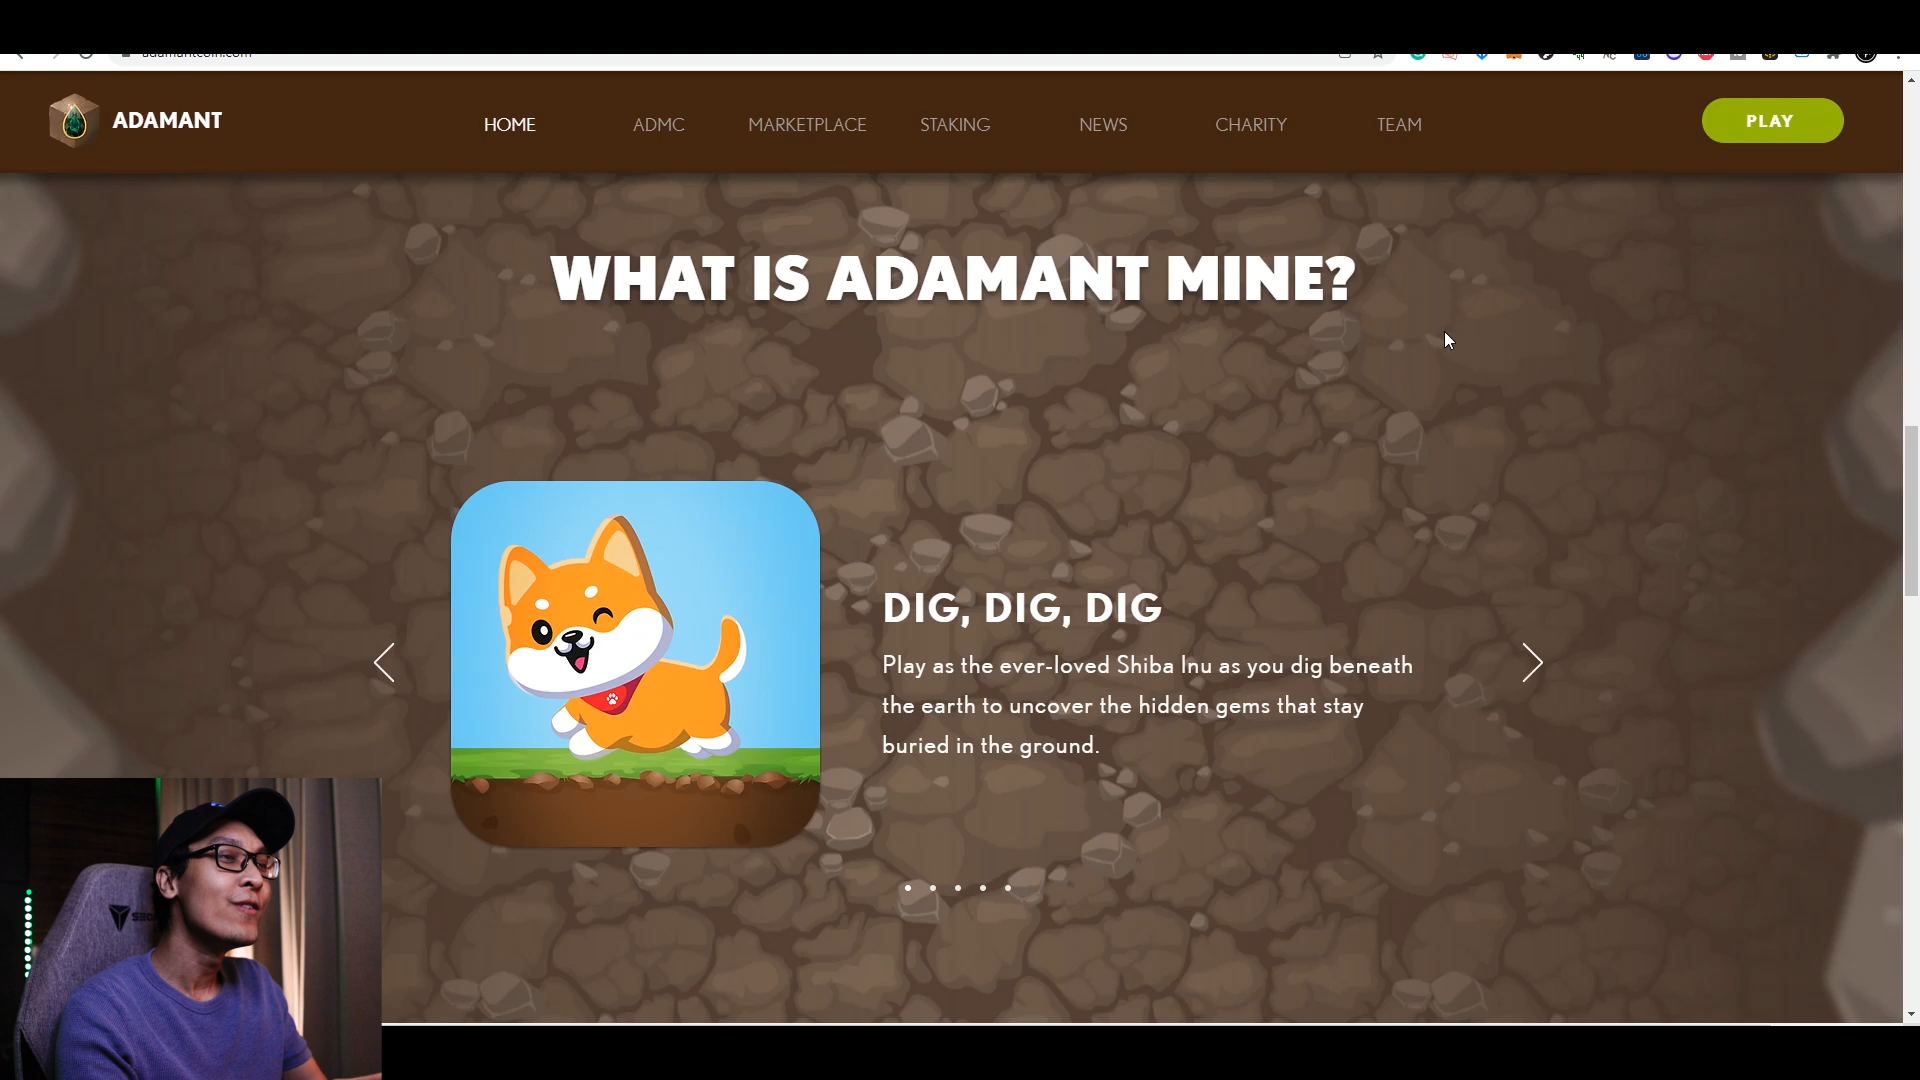 adamantcoin.com
ADAMANT
HOME
ADMC
MARKETPLACE
STAKING
NEWS
CHARITY
TEAM
PLAY
WHAT IS ADAMANT MINE?
DIG, DIG, DIG
Play as the ever-loved Shiba Inu as you dig beneath
the earth to uncover the hidden gems that stay
buried in the ground.